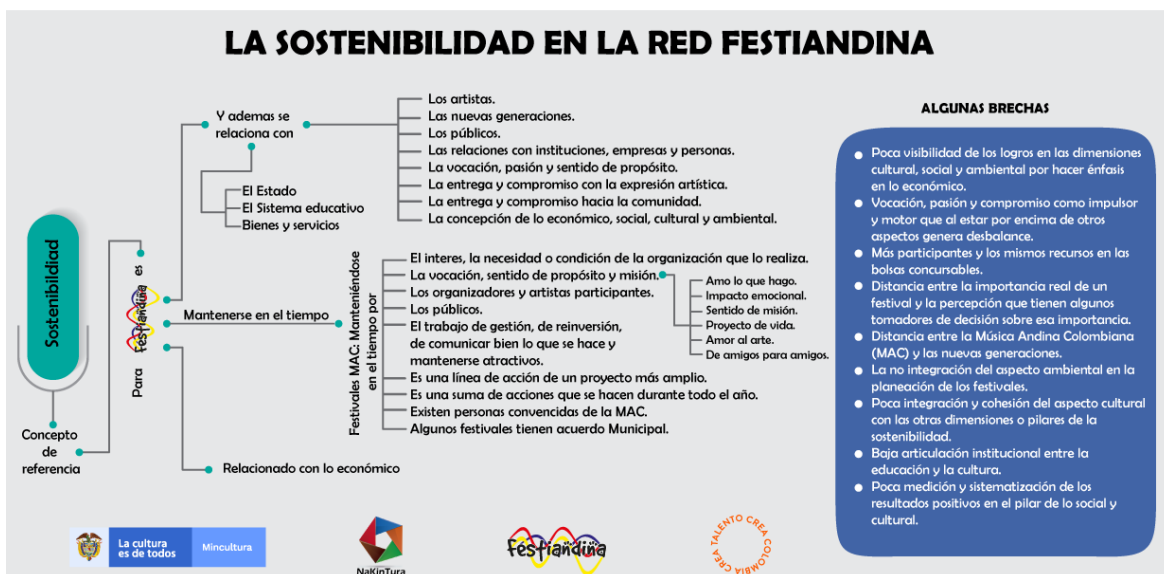 LA SOSTENIBILIDAD EN LA RED FESTIANDINA
Sostenibildiad
Concepto
de
referencia
Para Festiandina es
Y ademas se
relaciona con
El Estado
El Sistema educativo
Bienes y servicios
Los artistas.
Las nuevas generaciones.
Los públicos.
Las relaciones con instituciones, empresas y personas.
La vocación, pasión y sentido de propósito.
La entrega y compromiso con la expresión artística.
La entrega y compromiso hacia la comunidad.
La concepción de lo económico, social, cultural y ambiental.
Mantenerse en el tiempo
Festivales MAC: Manteniéndose
en el tiempo por
El interes, la necesidad o condición de la organización que lo realiza.
La vocación, sentido de propósito y misión.
Los organizadores y artistas participantes.
Los públicos.
El trabajo de gestión, de reinversión,
de comunicar bien lo que se hace y
mantenerse atractivos.
Es una línea de acción de un proyecto más amplio.
Es una suma de acciones que se hacen durante todo el año.
Existen personas convencidas de la MAC.
Algunos festivales tienen acuerdo Municipal.
Amo lo que hago.
Impacto emocional.
Sentido de misión.
Proyecto de vida.
Amor al arte.
De amigos para amigos.
Relacionado con lo económico
ALGUNAS BRECHAS
Poca visibilidad de los logros en las dimensiones
cultural, social y ambiental por hacer énfasis
en lo económico.
Vocación, pasión y compromiso como impulsor
y motor que al estar por encima de otros
aspectos genera desbalance.
Más participantes y los mismos recursos en las
bolsas concursables.
Distancia entre la importancia real de un
festival y la percepción que tienen algunos
tomadores de decisión sobre esa importancia.
Distancia entre la Música Andina Colombiana
(MAC) y las nuevas generaciones.
La no integración del aspecto ambiental en la
planeación de los festivales.
Poca integración y cohesión del aspecto cultural
con las otras dimensiones o pilares de la
sostenibilidad.
Baja articulación institucional entre la
educación y la cultura.
Poca medición y sistematización de los
resultados positivos en el pilar de lo social y
cultural.
La cultura
es de todos
Mincultura
NaKinTura
Festiandina
CREA TALENTO CREA COLOMBIA